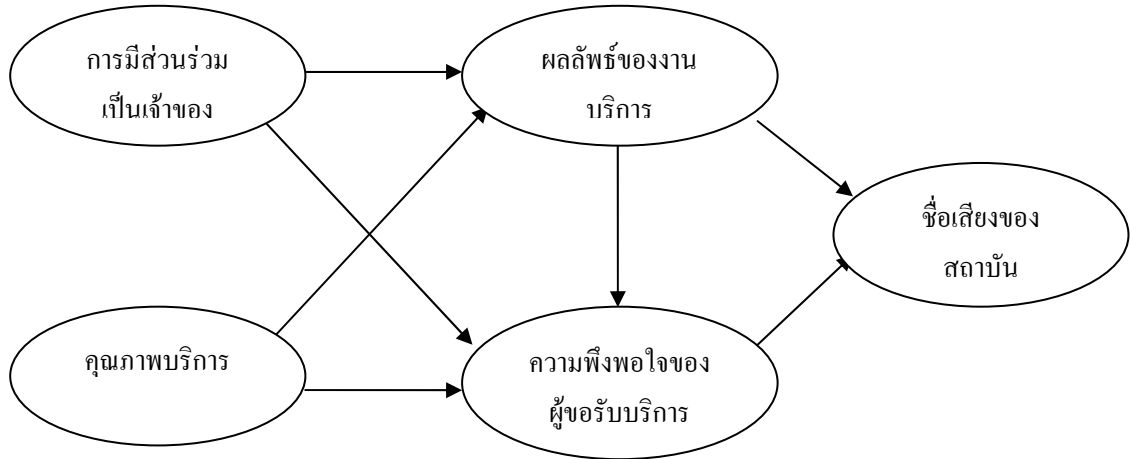 การมีส่วนร่วม
เป็นเจ้าของ
ผลลัพธ์ของงาน
บริการ
ชื่อเสียงของ
สถาบัน
คุณภาพบริการ
ความพึงพอใจของ
ผู้ขอรับบริการ